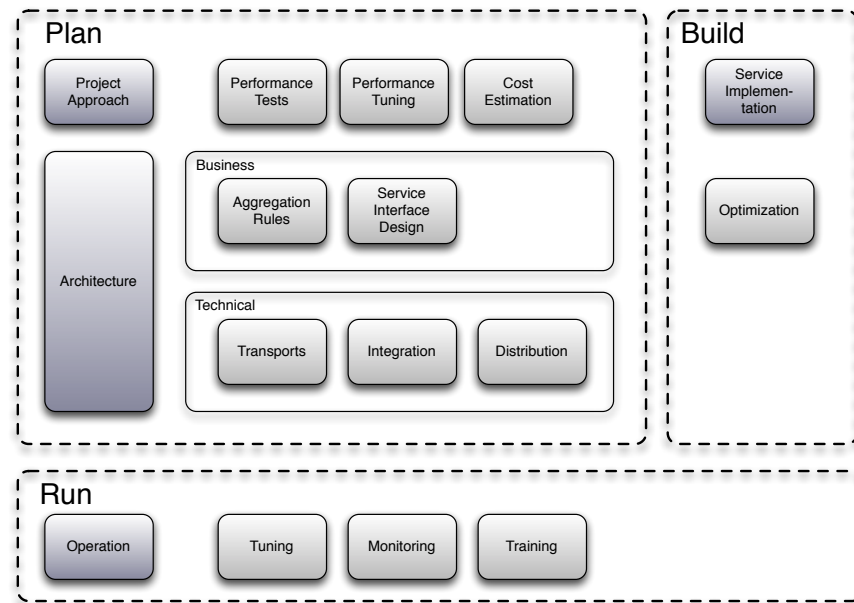 Plan
Project
Approach
Performance
Tests
Performance
Tuning
Cost
Estimation
Architecture
Business
Aggregation
Rules
Service
Interface
Design
Technical
Transports
Integration
Distribution
Build
Service
Implemen-
tation
Optimization
Run
Operation
Tuning
Monitoring
Training